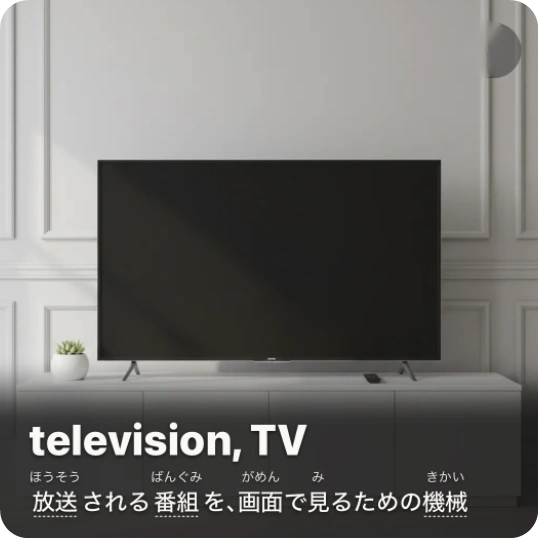 television, TV
ほうそう ばんぐみ がめん み きかい
放送される番組を、画面で見るための機械